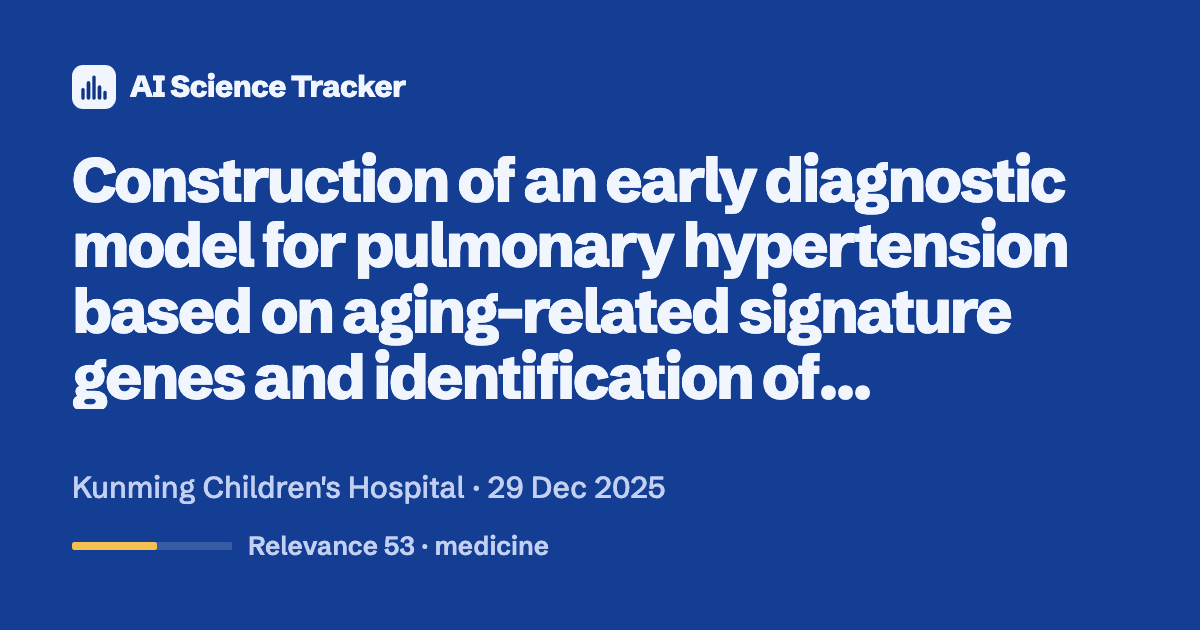 AI Science Tracker
Construction of an early diagnostic
model for pulmonary hypertension
based on aging-related signature
genes and identification of...
Kunming Children's Hospital · 29 Dec 2025
Relevance 53 · medicine